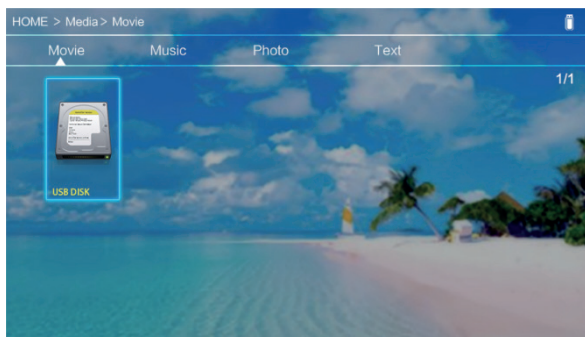 HOME > Media> Movie
Movie Music Photo Text
1/1
USB DISK